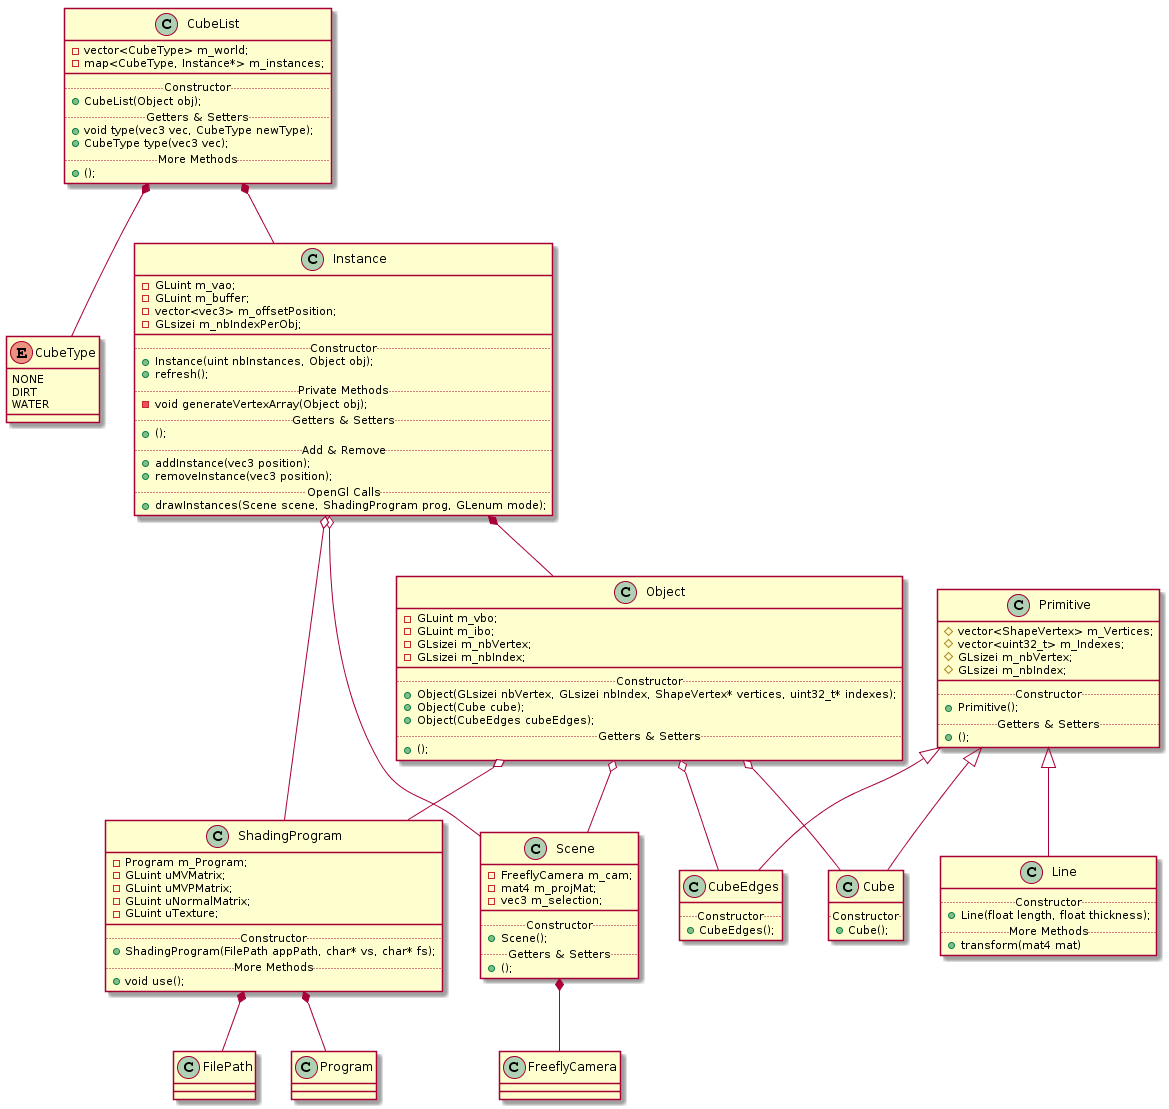 C CubeList
vector<CubeType> m_world;
map<CubeType, Instance*> m_instances;
Constructor
CubeList(Object obj);
Getters & Setters
void type(vec3 vec, CubeType newType);
CubeType type(vec3 vec);
More Methods
();
C Instance
GLuint m_vao;
GLuint m_buffer;
vector<vec3> m_offsetPosition;
GLsizei m_nbIndexPerObj;
Constructor
Instance(uint nbInstances, Object obj);
refresh();
Private Methods
void generateVertexArray(Object obj);
Getters & Setters
();
Add & Remove
addInstance(vec3 position);
removeInstance(vec3 position);
OpenGl Calls
drawInstances(Scene scene, ShadingProgram prog, GLenum mode);
E CubeType
NONE
DIRT
WATER
C Object
GLuint m_vbo;
GLuint m_ibo;
GLsizei m_nbVertex;
GLsizei m_nbIndex;
Constructor
Object(GLsizei nbVertex, GLsizei nbIndex, ShapeVertex* vertices, uint32_t* indexes);
Object(Cube cube);
Object(CubeEdges cubeEdges);
Getters & Setters
();
C Primitive
vector<ShapeVertex> m_Vertices;
vector<uint32_t> m_Indexes;
GLsizei m_nbVertex;
GLsizei m_nbIndex;
Constructor
Primitive();
Getters & Setters
();
C ShadingProgram
Program m_Program;
GLuint uMVMatrix;
GLuint uMVPMatrix;
GLuint uNormalMatrix;
GLuint uTexture;
Constructor
ShadingProgram(FilePath appPath, char* vs, char* fs);
More Methods
void use();
C Scene
FreeflyCamera m_cam;
mat4 m_projMat;
vec3 m_selection;
Constructor
Scene();
Getters & Setters
();
C CubeEdges
Constructor
CubeEdges();
C Cube
Constructor
Cube();
C Line
Constructor
Line(float length, float thickness);
More Methods
transform(mat4 mat)
C FilePath
C Program
C FreeflyCamera